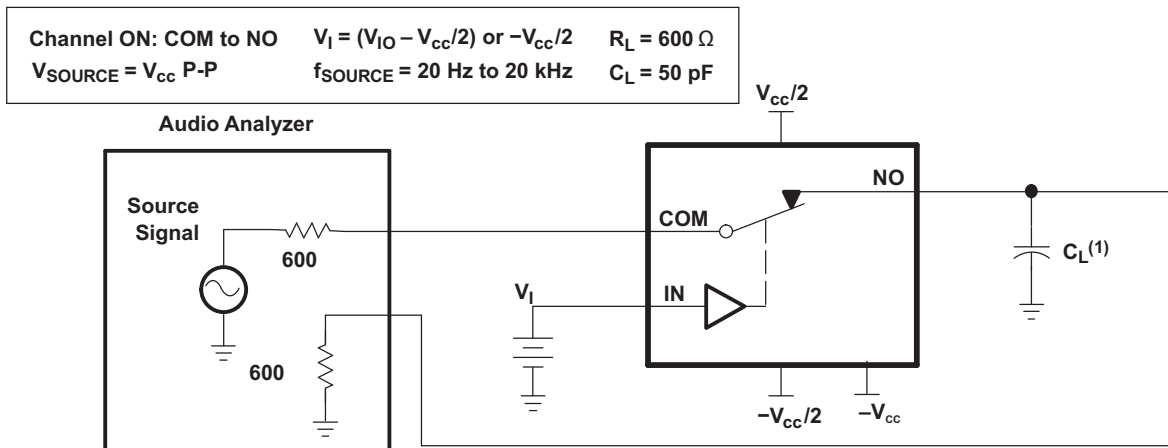 Channel ON: COM to NO V_I = (V_IO – V_cc/2) or –V_cc/2 R_L = 600 Ω
V_SOURCE = V_cc P-P f_SOURCE = 20 Hz to 20 kHz C_L = 50 pF
Audio Analyzer
V_cc/2
Source
Signal
600
COM
NO
C_L(1)
V_I
IN
600
–V_cc/2
–V_cc